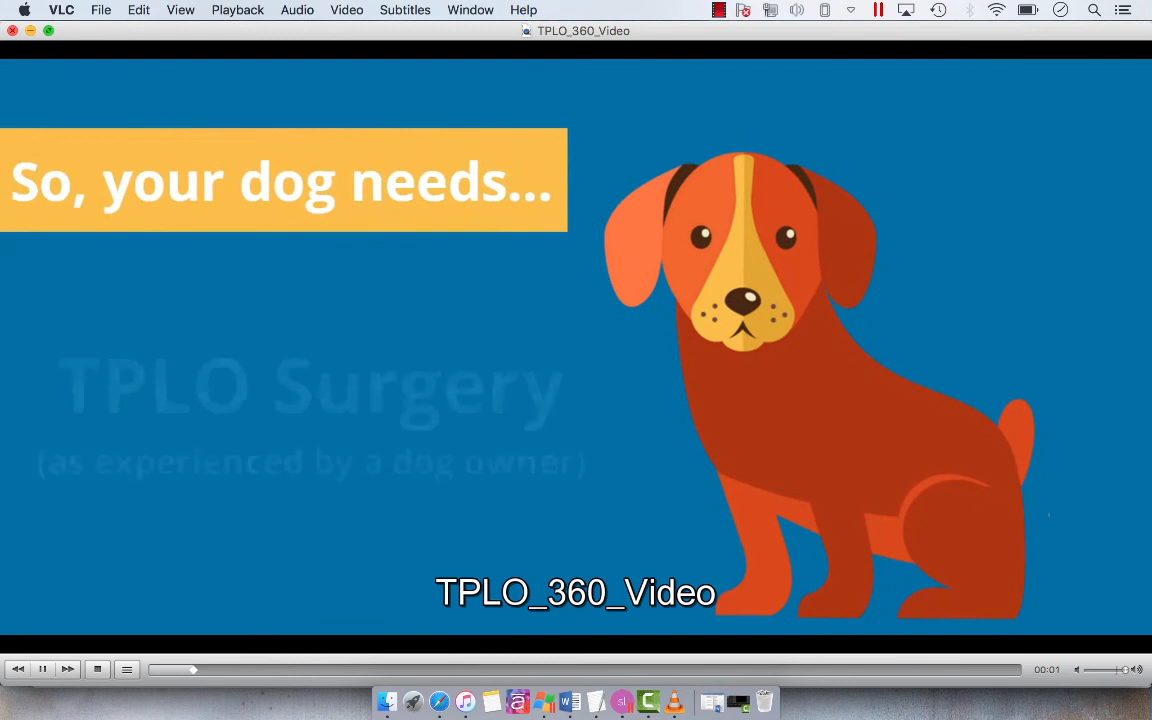 VLC File Edit View Playback Audio Video Subtitles Window Help
TPLO_360_Video
So, your dog needs...
TPLO Surgery
(as experienced by a dog owner)
TPLO_360_Video
00:01
a W sl C